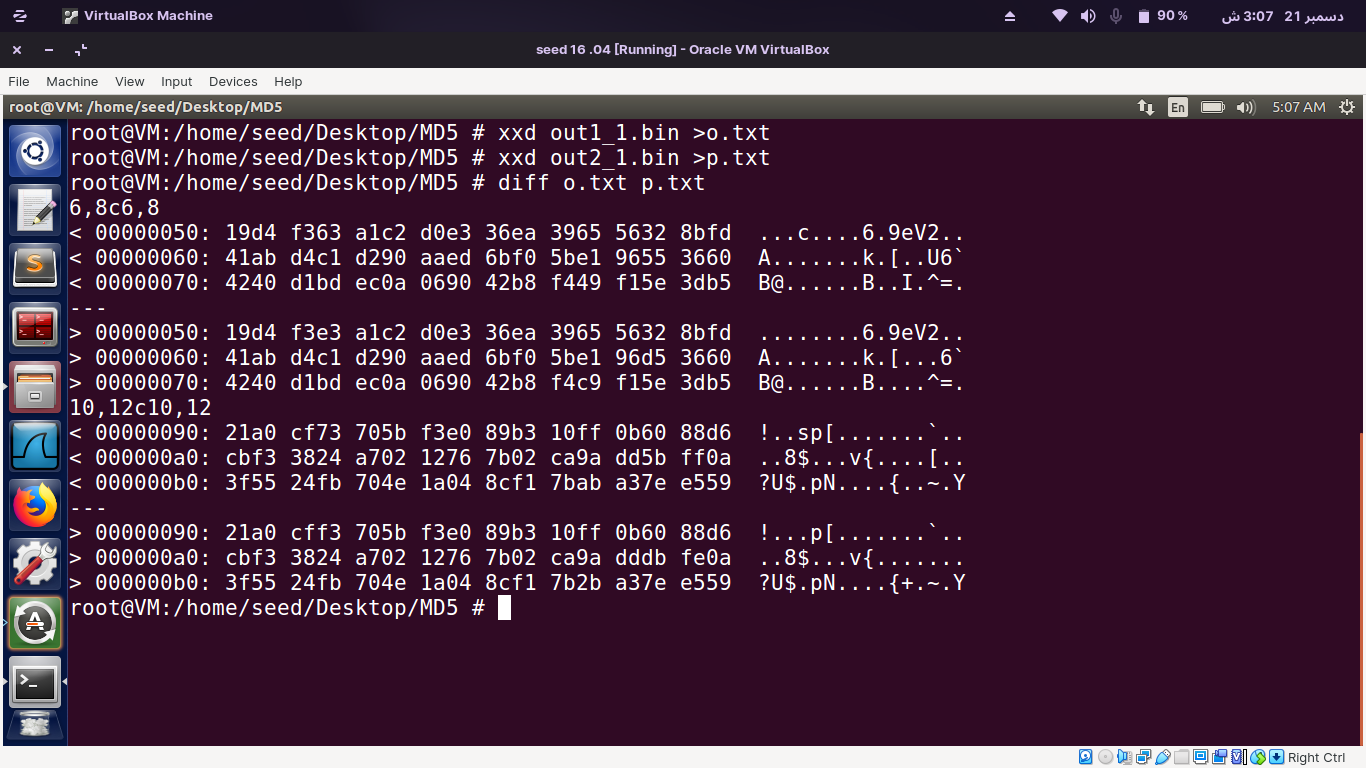 VirtualBox Machine
90 %
دسمبر 21   3:07 ش
seed 16 .04 [Running] - Oracle VM VirtualBox
File Machine View Input Devices Help
root@VM: /home/seed/Desktop/MD5
En
5:07 AM
root@VM:/home/seed/Desktop/MD5 # xxd out1_1.bin >o.txt
root@VM:/home/seed/Desktop/MD5 # xxd out2_1.bin >p.txt
root@VM:/home/seed/Desktop/MD5 # diff o.txt p.txt
6,8c6,8
< 00000050: 19d4 f363 a1c2 d0e3 36ea 3965 5632 8bfd  ...c....6.9eV2..
< 00000060: 41ab d4c1 d290 aaed 6bf0 5be1 9655 3660  A.......k.[..U6`
< 00000070: 4240 d1bd ec0a 0690 42b8 f449 f15e 3db5  B@......B..I.^=.
---
> 00000050: 19d4 f3e3 a1c2 d0e3 36ea 3965 5632 8bfd  ........6.9eV2..
> 00000060: 41ab d4c1 d290 aaed 6bf0 5be1 96d5 3660  A.......k.[...6`
> 00000070: 4240 d1bd ec0a 0690 42b8 f4c9 f15e 3db5  B@......B....^=.
10,12c10,12
< 00000090: 21a0 cf73 705b f3e0 89b3 10ff 0b60 88d6  !..sp[.......`..
< 000000a0: cbf3 3824 a702 1276 7b02 ca9a dd5b ff0a  ..8$...v{....[..
< 000000b0: 3f55 24fb 704e 1a04 8cf1 7bab a37e e559  ?U$.pN....{..~.Y
---
> 00000090: 21a0 cff3 705b f3e0 89b3 10ff 0b60 88d6  !...p[.......`..
> 000000a0: cbf3 3824 a702 1276 7b02 ca9a dddb fe0a  ..8$...v{.......
> 000000b0: 3f55 24fb 704e 1a04 8cf1 7b2b a37e e559  ?U$.pN....{+.~.Y
root@VM:/home/seed/Desktop/MD5 #
Right Ctrl